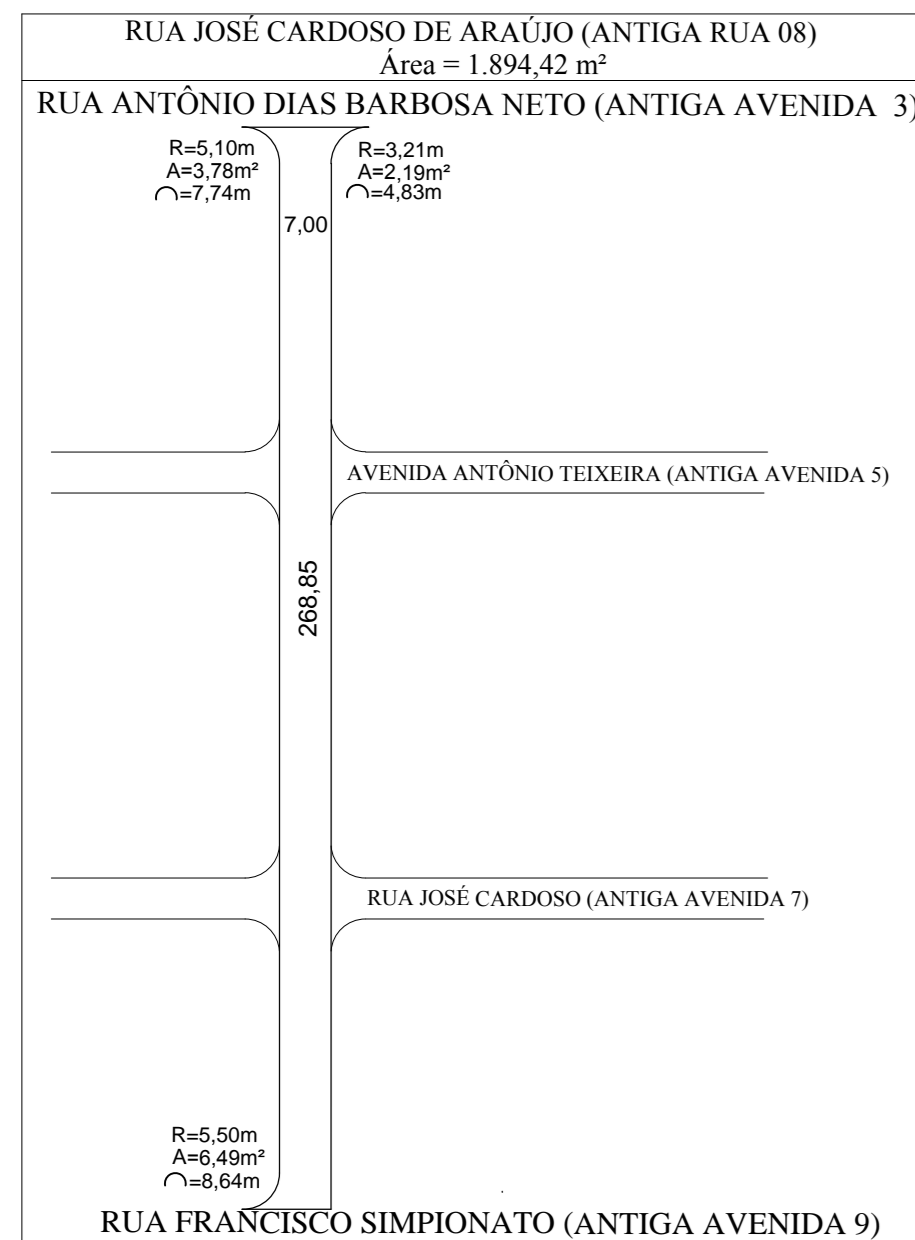 RUA JOSÉ CARDOSO DE ARAÚJO (ANTIGA RUA 08)
Área = 1.894,42 m²
RUA ANTÔNIO DIAS BARBOSA NETO (ANTIGA AVENIDA 3)
R=5,10m
A=3,78m²
⌒=7,74m
R=3,21m
A=2,19m²
⌒=4,83m
7,00
AVENIDA ANTÔNIO TEIXEIRA (ANTIGA AVENIDA 5)
268,85
RUA JOSÉ CARDOSO (ANTIGA AVENIDA 7)
R=5,50m
A=6,49m²
⌒=8,64m
RUA FRANCISCO SIMPIONATO (ANTIGA AVENIDA 9)